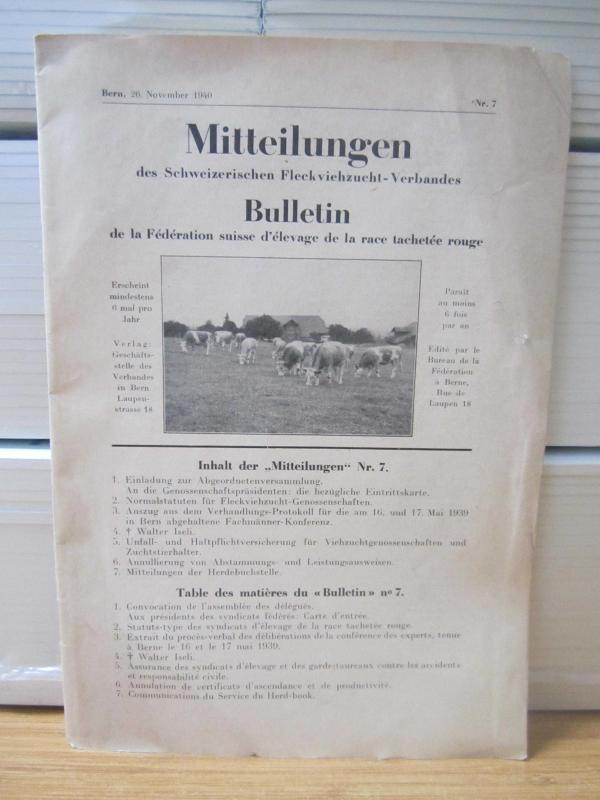 Bern, 26. November 1940
Nr. 7
Mitteilungen
des Schweizerischen Fleckviehzucht-Verbandes
Bulletin
de la Fédération suisse d'élevage de la race tachetée rouge
Erscheint
mindestens
6 mal pro
Jahr
Verlag:
Geschäfts-
stelle des
Verbandes
in Bern
Laupen-
strasse 18
Paraît
au moins
6 fois
par an
Edité par le
Bureau de la
Fédération
à Berne,
Rue de
Laupen 18
Inhalt der „Mitteilungen" Nr. 7.
1. Einladung zur Abgeordnetenversammlung.
An die Genossenschaftspräsidenten: die bezügliche Eintrittskarte.
2. Normalstatuten für Fleckviehzucht-Genossenschaften.
3. Auszug aus dem Verhandlungs-Protokoll für die am 16. und 17. Mai 1939
in Bern abgehaltene Fachmänner-Konferenz.
4. † Walter Iseli.
5. Unfall- und Haftpflichtversicherung für Viehzuchtgenossenschaften und
Zuchtstierhalter.
6. Annullierung von Abstammungs- und Leistungsausweisen.
7. Mitteilungen der Herdebuchstelle.
Table des matières du «Bulletin» nº 7.
1. Convocation de l'assemblée des délégués.
Aux présidents des syndicats fédérés: Carte d'entrée.
2. Statuts-type des syndicats d'élevage de la race tachetée rouge.
3. Extrait du procès-verbal des délibérations de la conférence des experts, tenue
à Berne le 16 et le 17 mai 1939.
4. † Walter Iseli.
5. Assurance des syndicats d'élevage et des garde-taureaux contre les accidents
et responsabilité civile.
6. Annulation de certificats d'ascendance et de productivité.
7. Communications du Service du Herd-book.